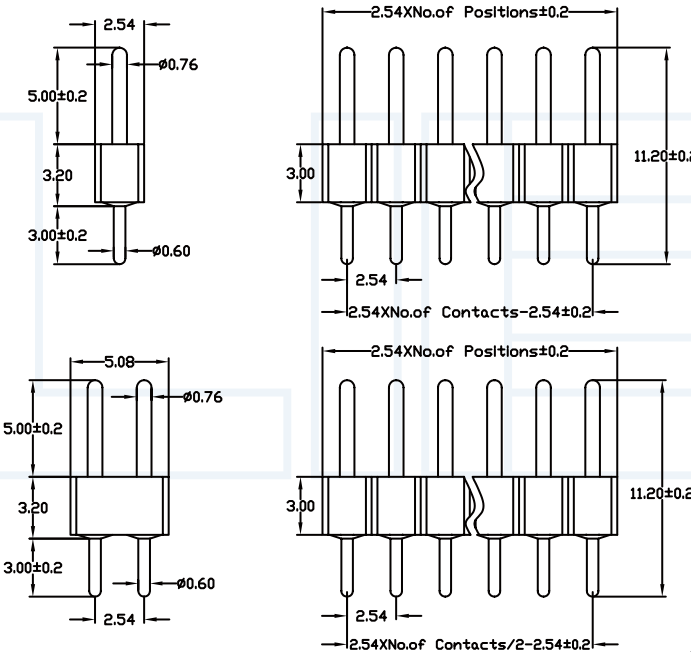 2.54
2.54XNo.of Positions±0.2
Ø0.76
5.00±0.2
11.20±0.2
3.20
3.00
3.00±0.2
Ø0.60
2.54
2.54XNo.of Contacts-2.54±0.2
5.08
2.54XNo.of Positions±0.2
Ø0.76
5.00±0.2
11.20±0.2
3.20
3.00
3.00±0.2
Ø0.60
2.54
2.54
2.54XNo.of Contacts/2-2.54±0.2